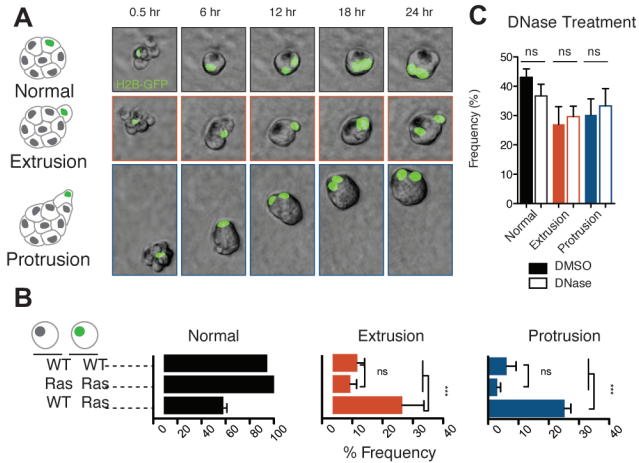 A
0.5 hr 6 hr 12 hr 18 hr 24 hr
H2B-GFP
Normal
Extrusion
Protrusion
C
DNase Treatment
ns ns ns
Frequency (%)
50
40
30
20
10
0
Normal Extrusion Protrusion
DMSO
DNase
B
Normal Extrusion Protrusion
WT WT
Ras Ras
WT Ras
ns
***
ns
***
0 20 40 60 80 100
0 10 20 30 40
0 10 20 30 40
% Frequency